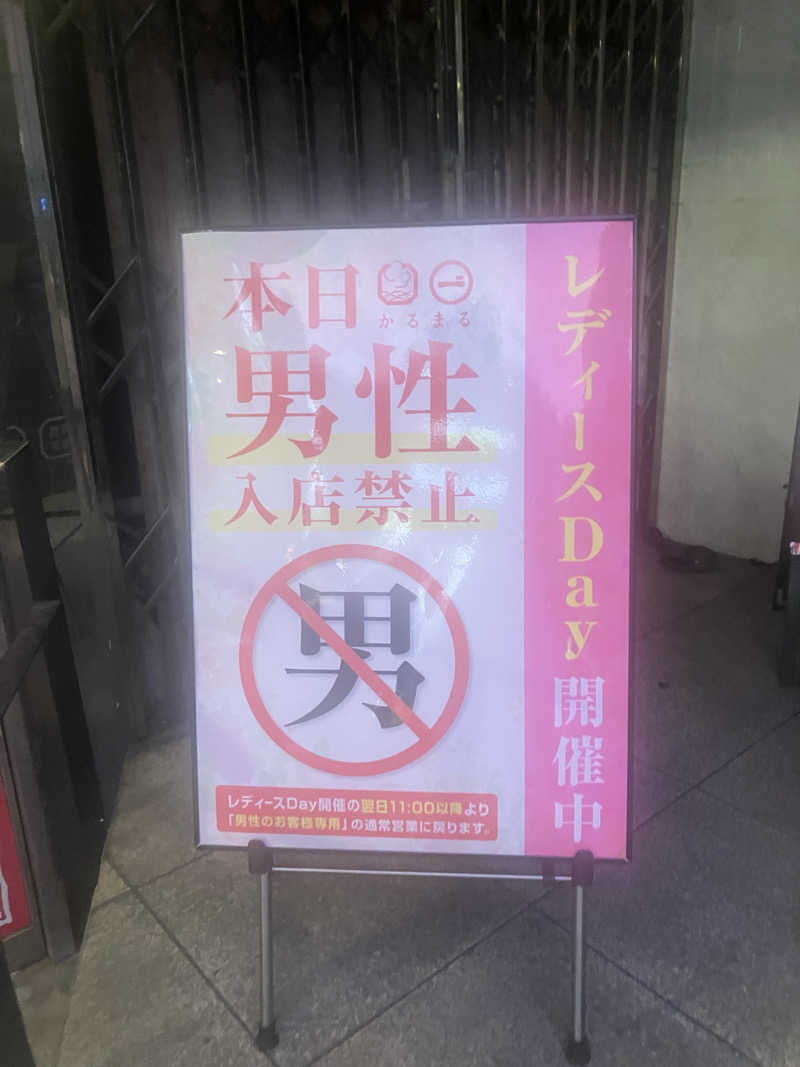 本日
かるまる
男性
入店禁止
男
レディースDay開催の翌日11:00以降より
「男性のお客様専用」の通常営業に戻ります。
レディースDay開催中